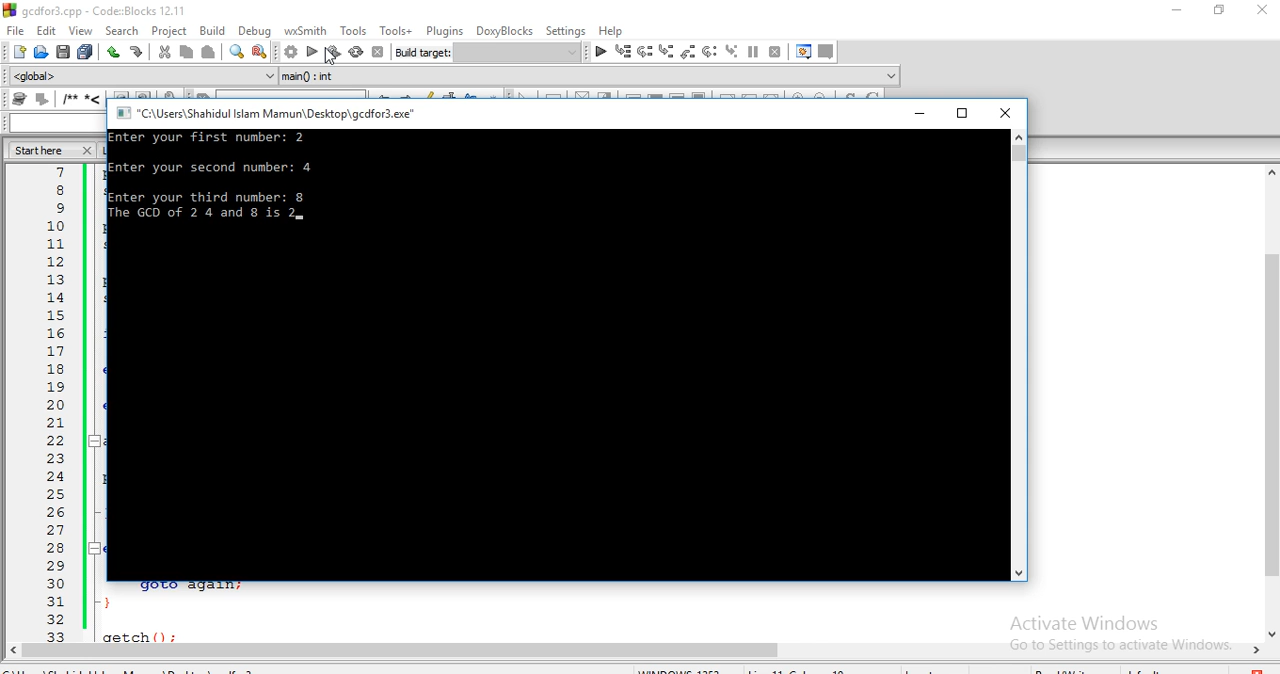 gcdfor3.cpp - Code::Blocks 12.11
File Edit View Search Project Build Debug wxSmith Tools Tools+ Plugins DoxyBlocks Settings Help
Build target:
<global> main() : int
/** *<
"C:\Users\Shahidul Islam Mamun\Desktop\gcdfor3.exe"
Enter your first number: 2
Enter your second number: 4
Enter your third number: 8
The GCD of 2 4 and 8 is 2
Start here
7
8
9
10
11
12
13
14
15
16
17
18
19
20
21
22
23
24
25
26
27
28
29
30 goto again;
31 }
32
33 getch();
Activate Windows
Go to Settings to activate Windows.